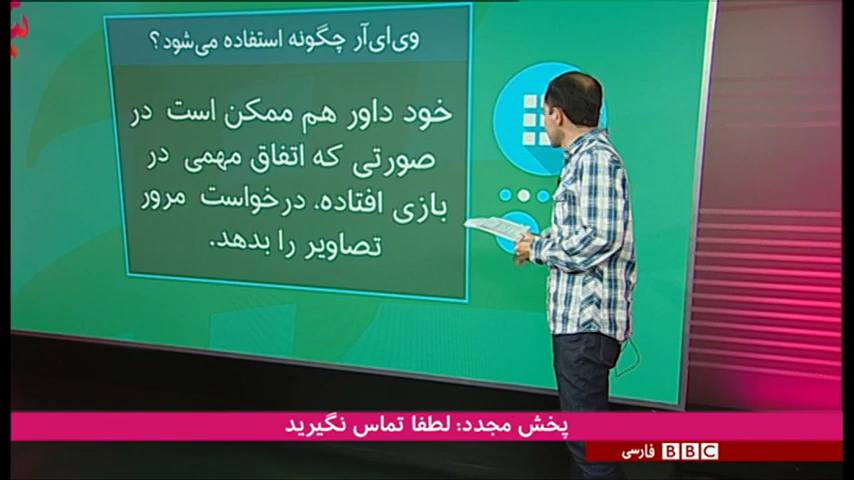 وی‌ای‌آر چگونه استفاده می‌شود؟
خود داور هم ممکن است در
صورتی که اتفاق مهمی در
بازی افتاده، درخواست مرور
تصاویر را بدهد.
پخش مجدد: لطفا تماس نگیرید
BBC فارسی